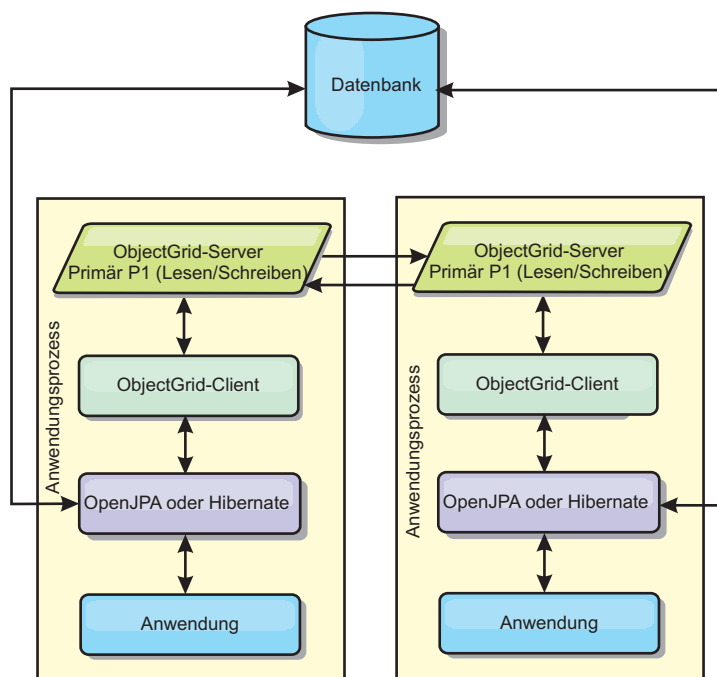 Datenbank
ObjectGrid-Server
Primär P1 (Lesen/Schreiben)
ObjectGrid-Client
Anwendungsprozess
OpenJPA oder Hibernate
Anwendung
ObjectGrid-Server
Primär P1 (Lesen/Schreiben)
ObjectGrid-Client
Anwendungsprozess
OpenJPA oder Hibernate
Anwendung